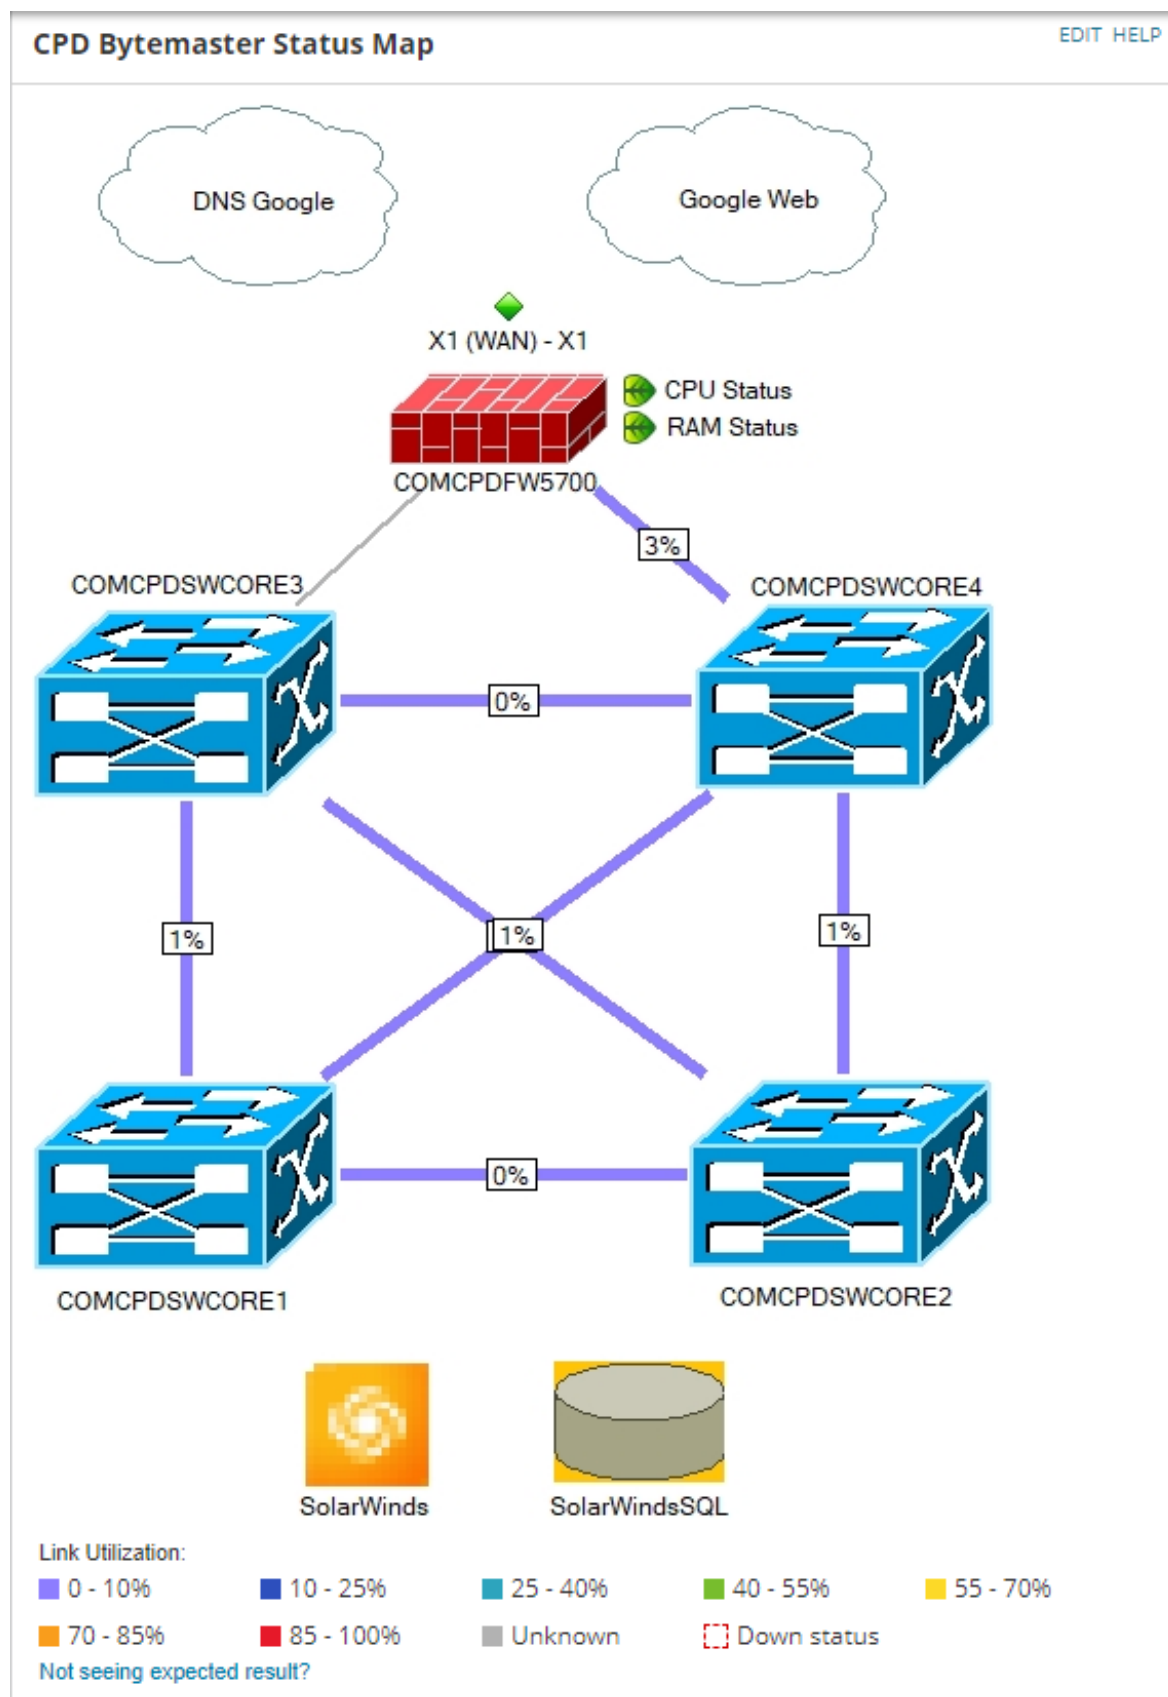 CPD Bytemaster Status Map
EDIT HELP
DNS Google
Google Web
X1 (WAN) - X1
CPU Status
RAM Status
COMCPDFW5700
3%
COMCPDSWCORE3
COMCPDSWCORE4
0%
1%
1%
1%
0%
COMCPDSWCORE1
COMCPDSWCORE2
SolarWinds
SolarWindsSQL
Link Utilization:
0 - 10%
10 - 25%
25 - 40%
40 - 55%
55 - 70%
70 - 85%
85 - 100%
Unknown
Down status
Not seeing expected result?